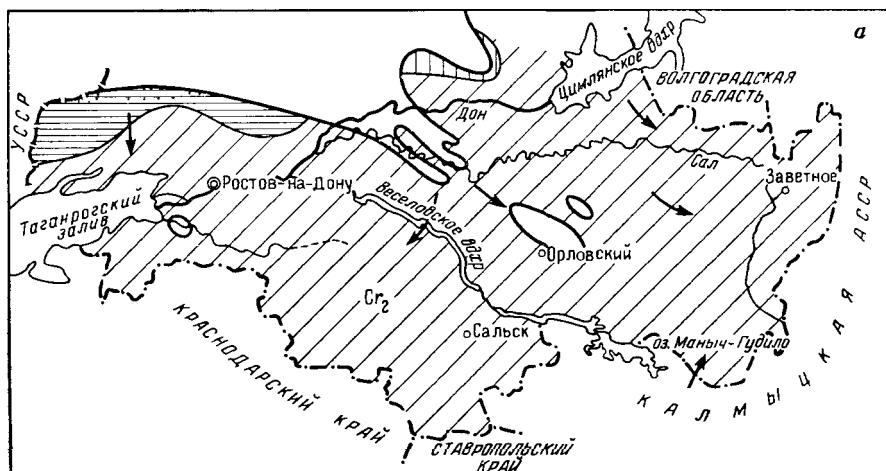 а
УССР
Цимлянское вдхр
ВОЛГОГРАДСКАЯ
ОБЛАСТЬ
Дон
Сал
Заветное
Ростов-на-Дону
Таганрогский
залив
Веселовское вдхр
Орловский
АССР
Cr₂
Сальск
оз. Маныч-Гудило
КРАСНОДАРСКИЙ КРАЙ
КАЛМЫЦКАЯ
СТАВРОПОЛЬСКИЙ
КРАЙ